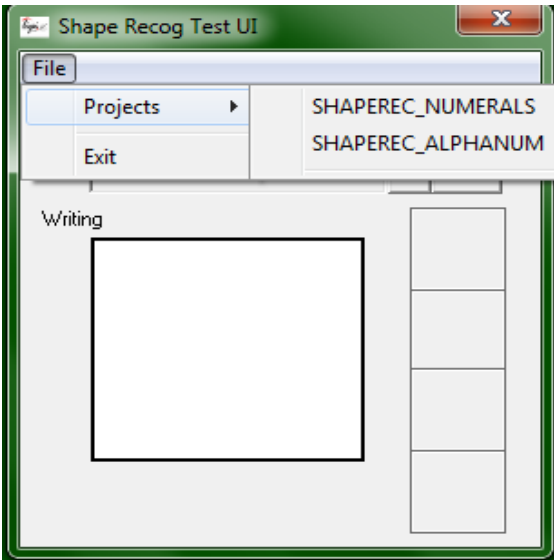 Shape Recog Test UI
File
Projects
SHAPEREC_NUMERALS
SHAPEREC_ALPHANUM
Exit
Writing